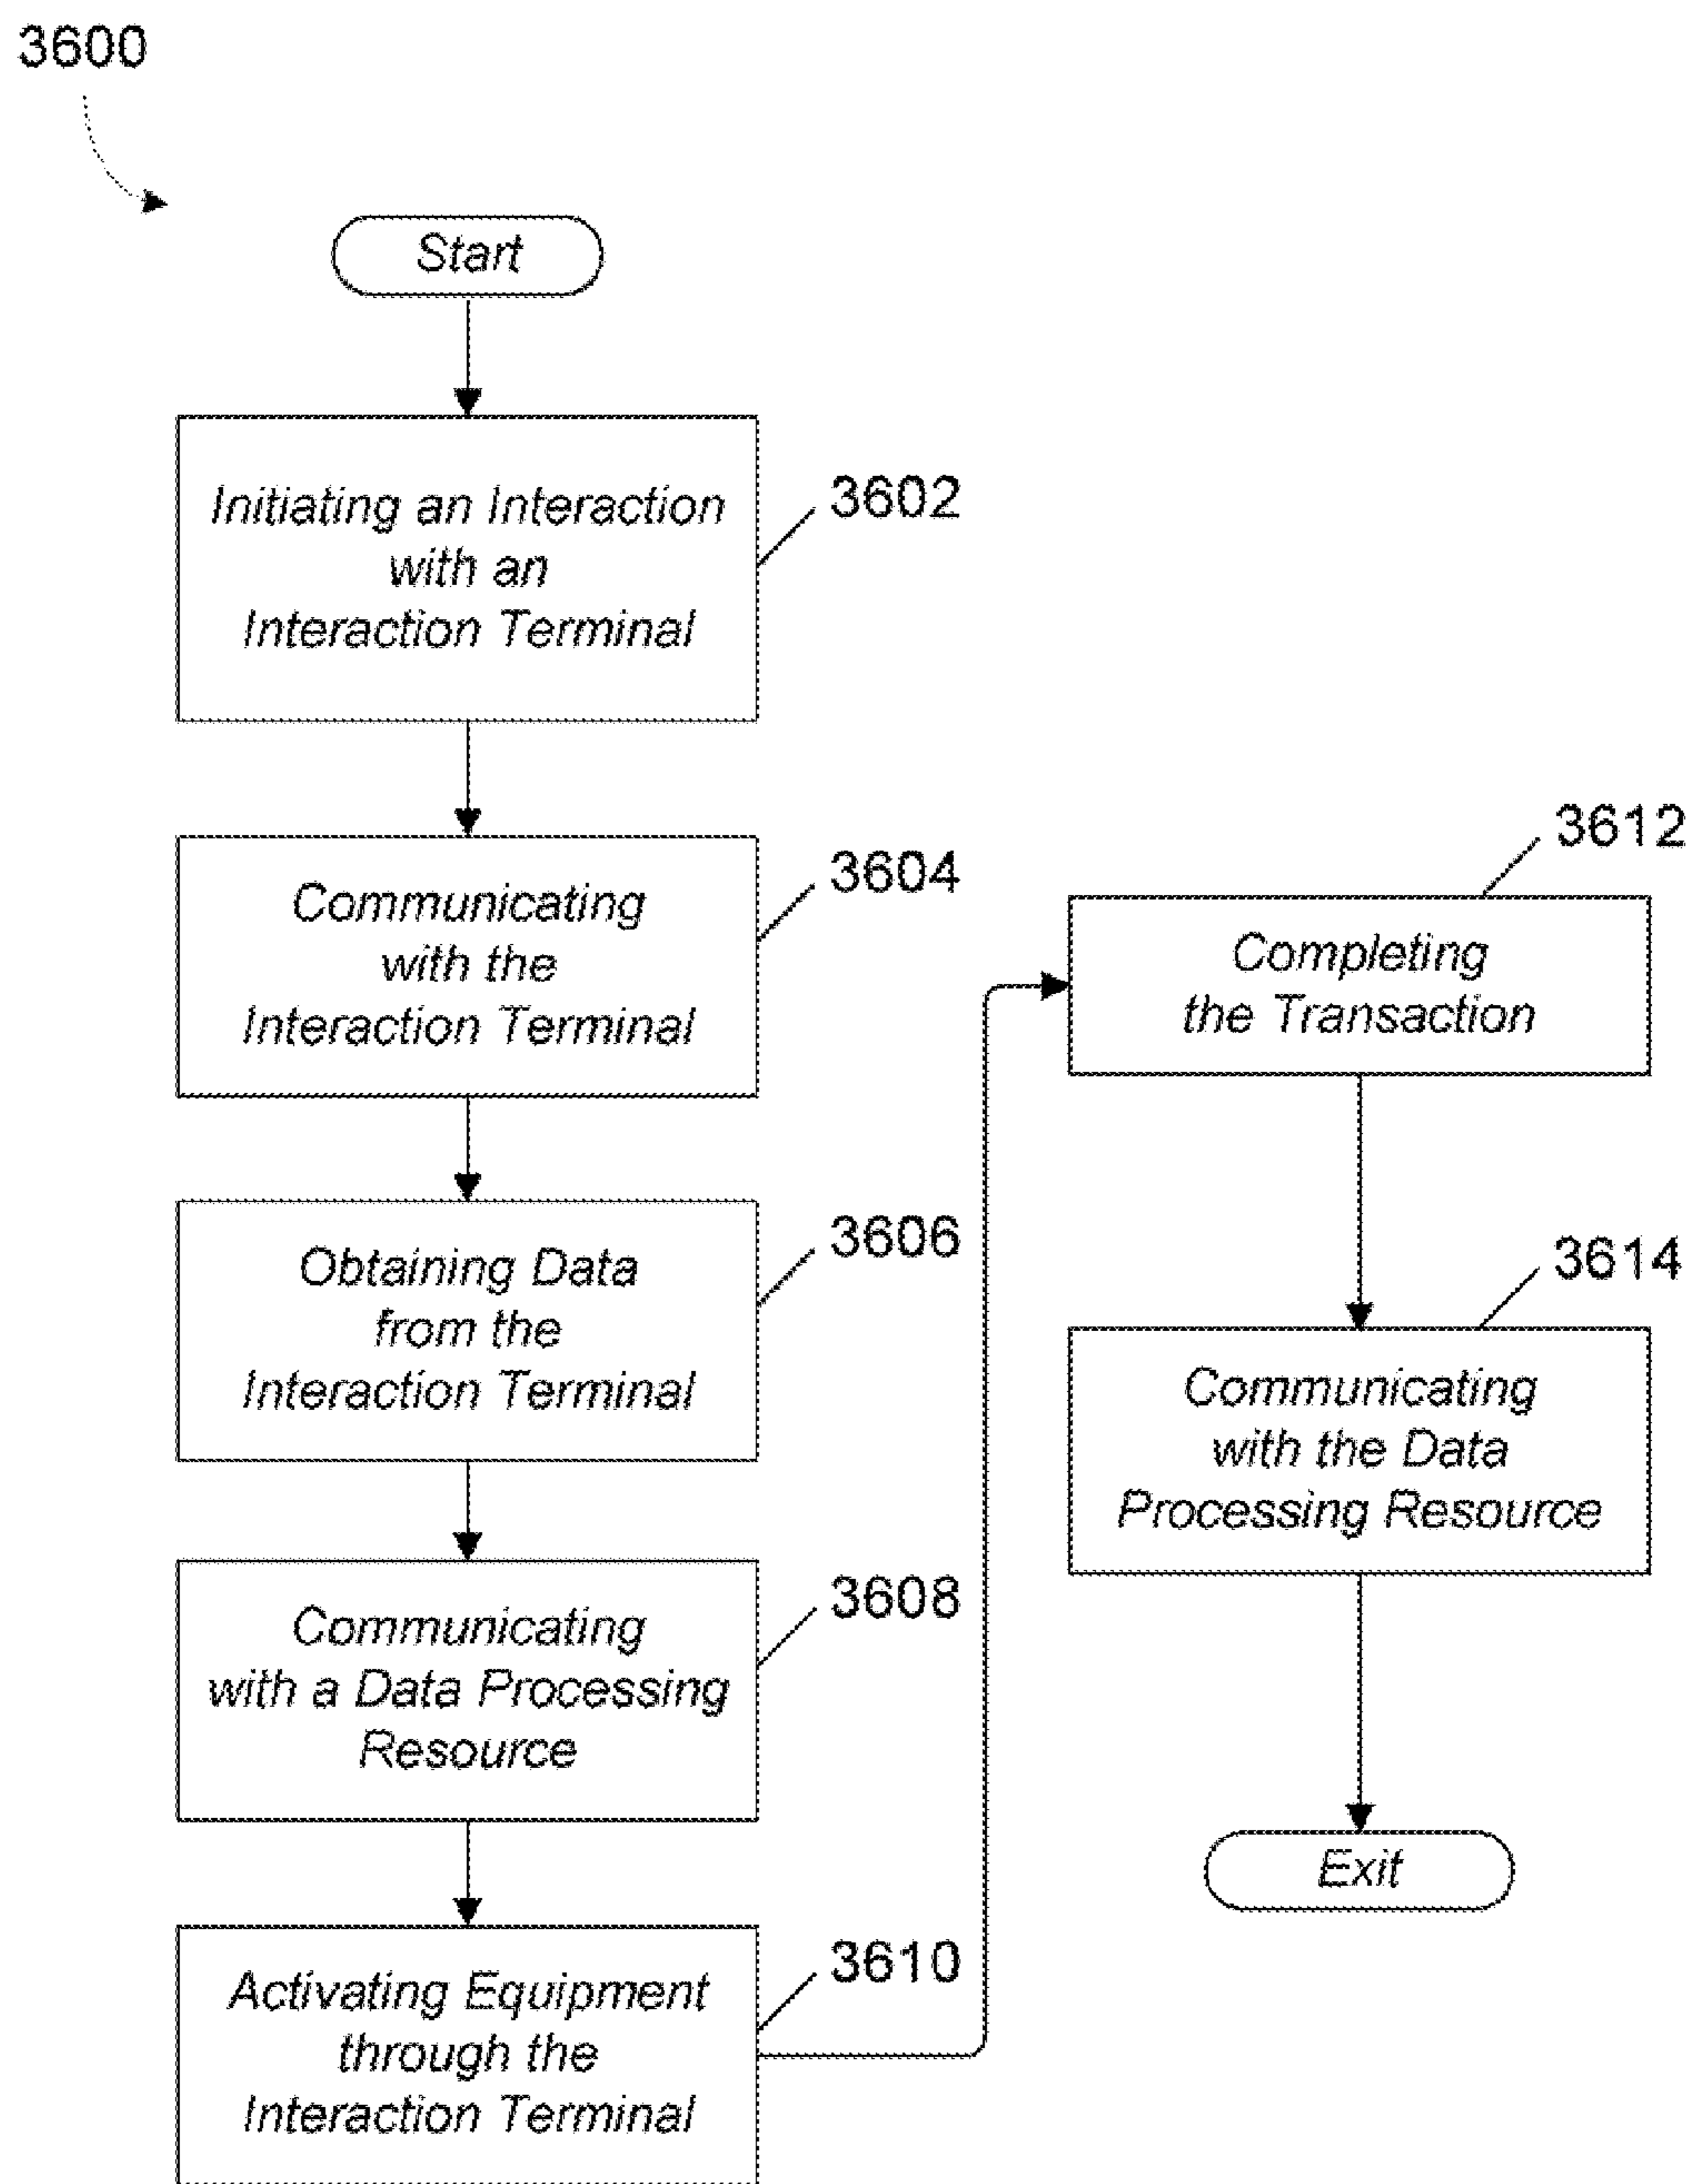 3600
Start
Initiating an Interaction
with an
Interaction Terminal
3602
Communicating
with the
Interaction Terminal
3604
Obtaining Data
from the
Interaction Terminal
3606
Communicating
with a Data Processing
Resource
3608
Activating Equipment
through the
Interaction Terminal
3610
3612
Completing
the Transaction
3614
Communicating
with the Data
Processing Resource
Exit